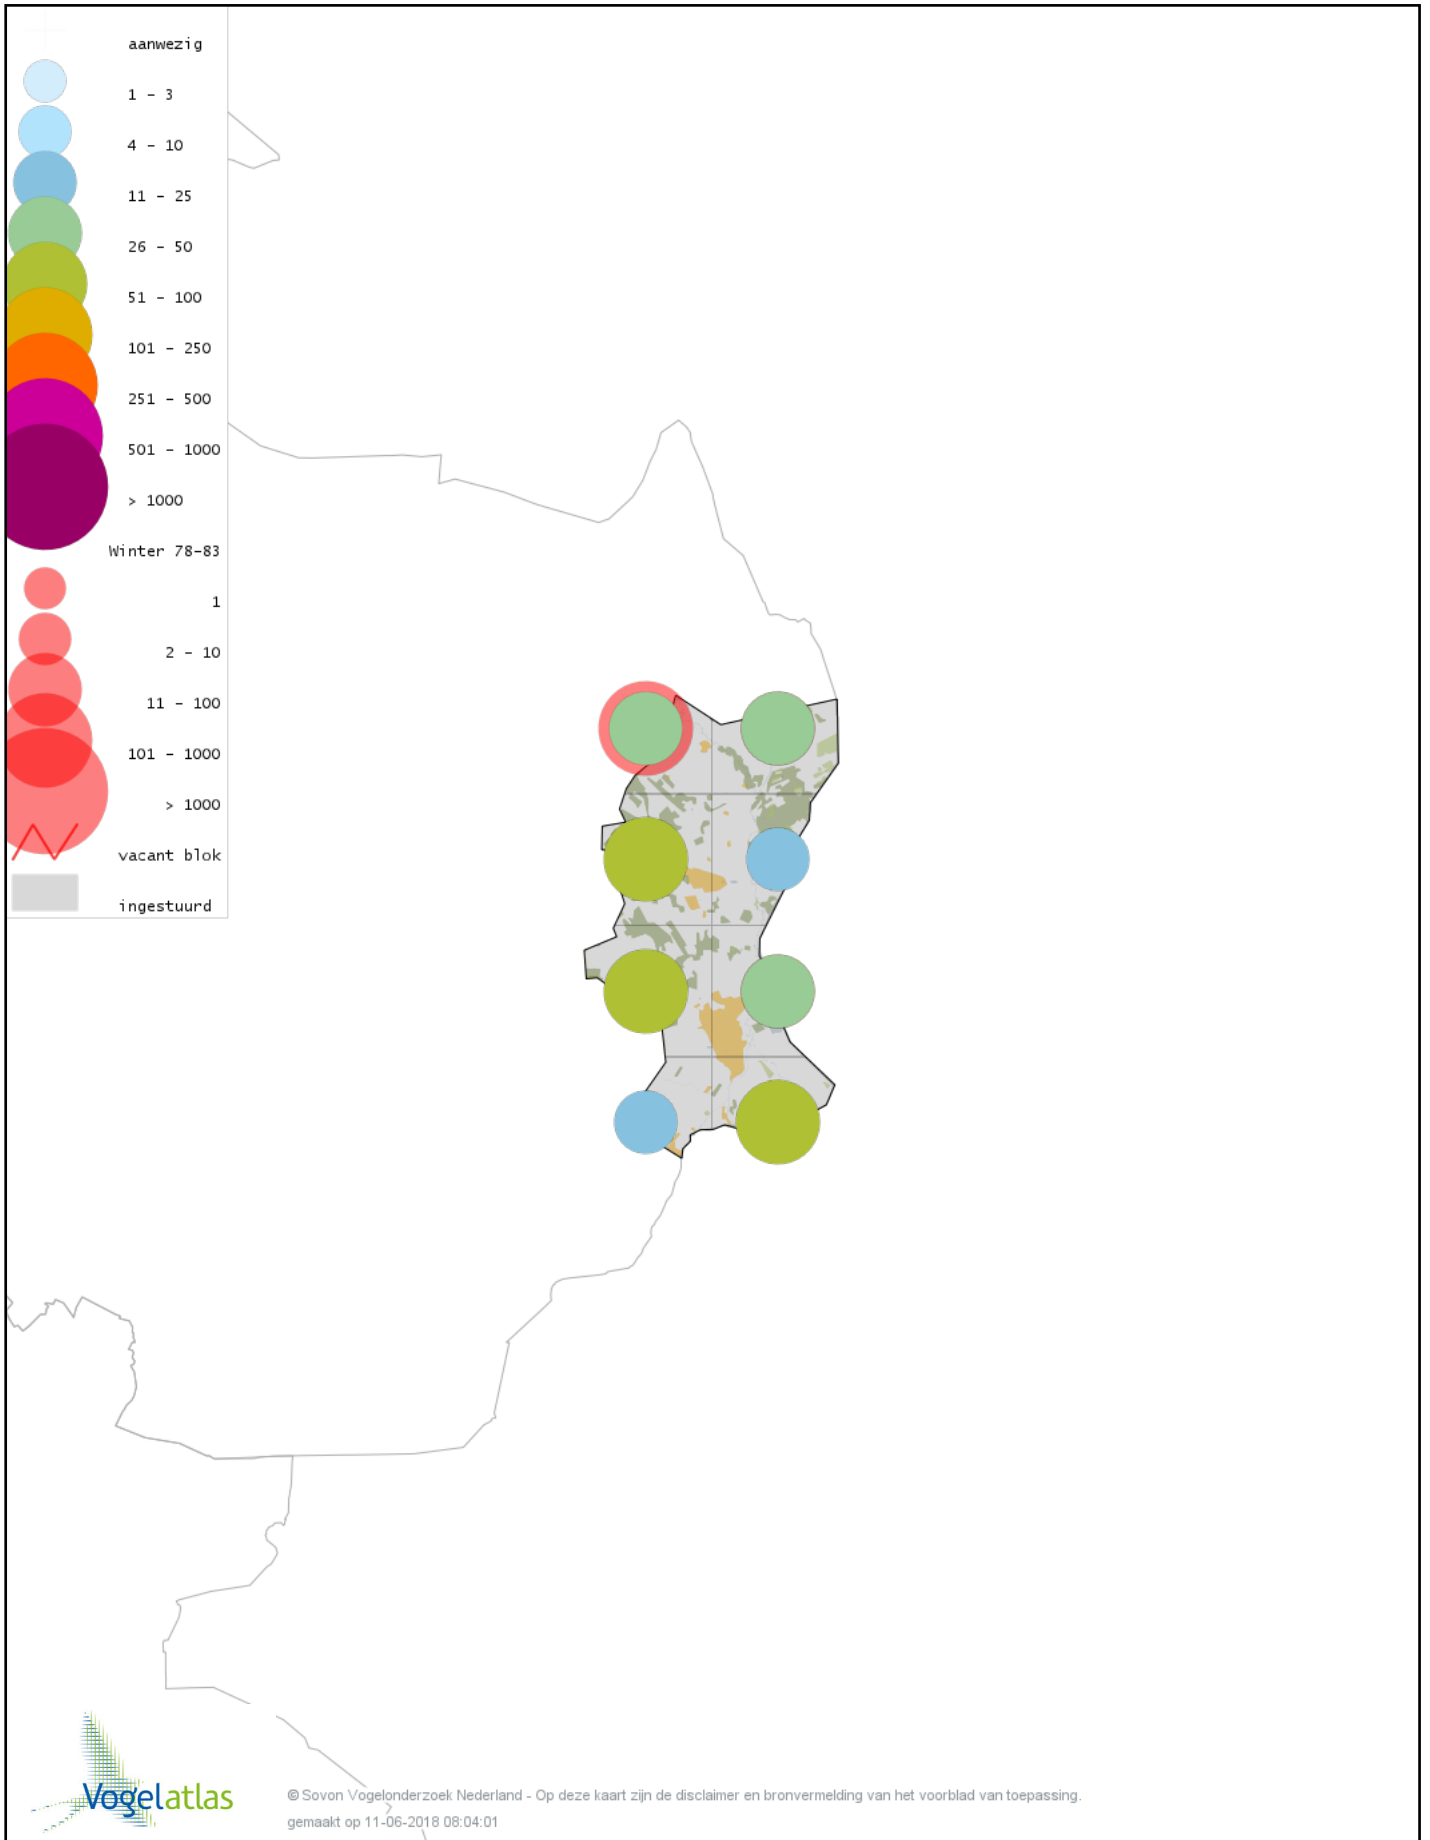 aanwezig
1 - 3
4 - 10
11 - 25
26 - 50
51 - 100
101 - 250
251 - 500
501 - 1000
> 1000
Winter 78-83
1
2 - 10
11 - 100
101 - 1000
> 1000
vacant blok
ingestuurd
Vogelatlas
© Sovon Vogelonderzoek Nederland - Op deze kaart zijn de disclaimer en bronvermelding van het voorblad van toepassing.
gemaakt op 11-06-2018 08:04:01